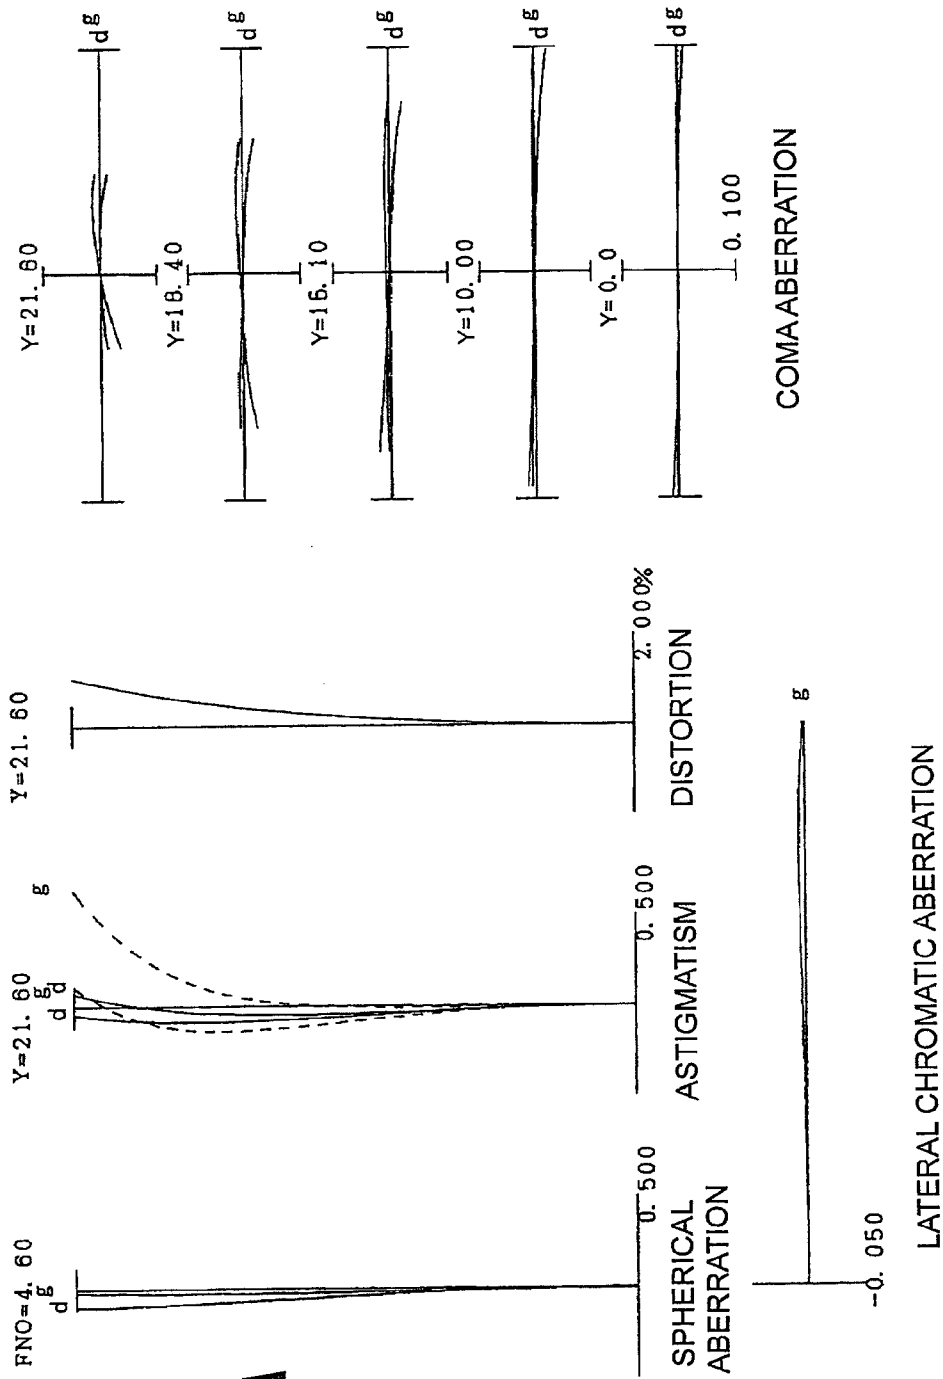 FNO=4. 60
d
g
0. 500
SPHERICAL
ABERRATION
Y=21. 60
d
g
d
g
0. 500
ASTIGMATISM
Y=21. 60
2. 000%
DISTORTION
Y=21. 60
d g
Y=18. 40
d g
Y=15. 10
d g
Y=10. 00
d g
Y=0. 0
d g
0. 100
COMA ABERRATION
g
-0. 050
LATERAL CHROMATIC ABERRATION